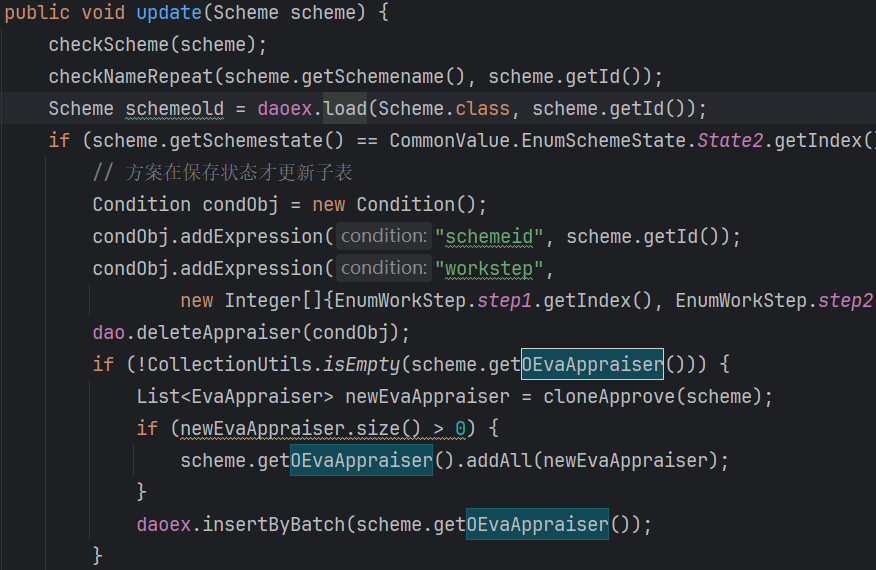 public void update(Scheme scheme) {
checkScheme(scheme);
checkNameRepeat(scheme.getSchemename(), scheme.getId());
Scheme schemeold = daoex.load(Scheme.class, scheme.getId());
if (scheme.getSchemestate() == CommonValue.EnumSchemeState.State2.getIndex()
// 方案在保存状态才更新子表
Condition condObj = new Condition();
condObj.addExpression( condition: "schemeid", scheme.getId());
condObj.addExpression( condition: "workstep",
new Integer[]{EnumWorkStep.step1.getIndex(), EnumWorkStep.step2
dao.deleteAppraiser(condObj);
if (!CollectionUtils.isEmpty(scheme.getOEvaAppraiser())) {
List<EvaAppraiser> newEvaAppraiser = cloneApprove(scheme);
if (newEvaAppraiser.size() > 0) {
scheme.getOEvaAppraiser().addAll(newEvaAppraiser);
}
daoex.insertByBatch(scheme.getOEvaAppraiser());
}